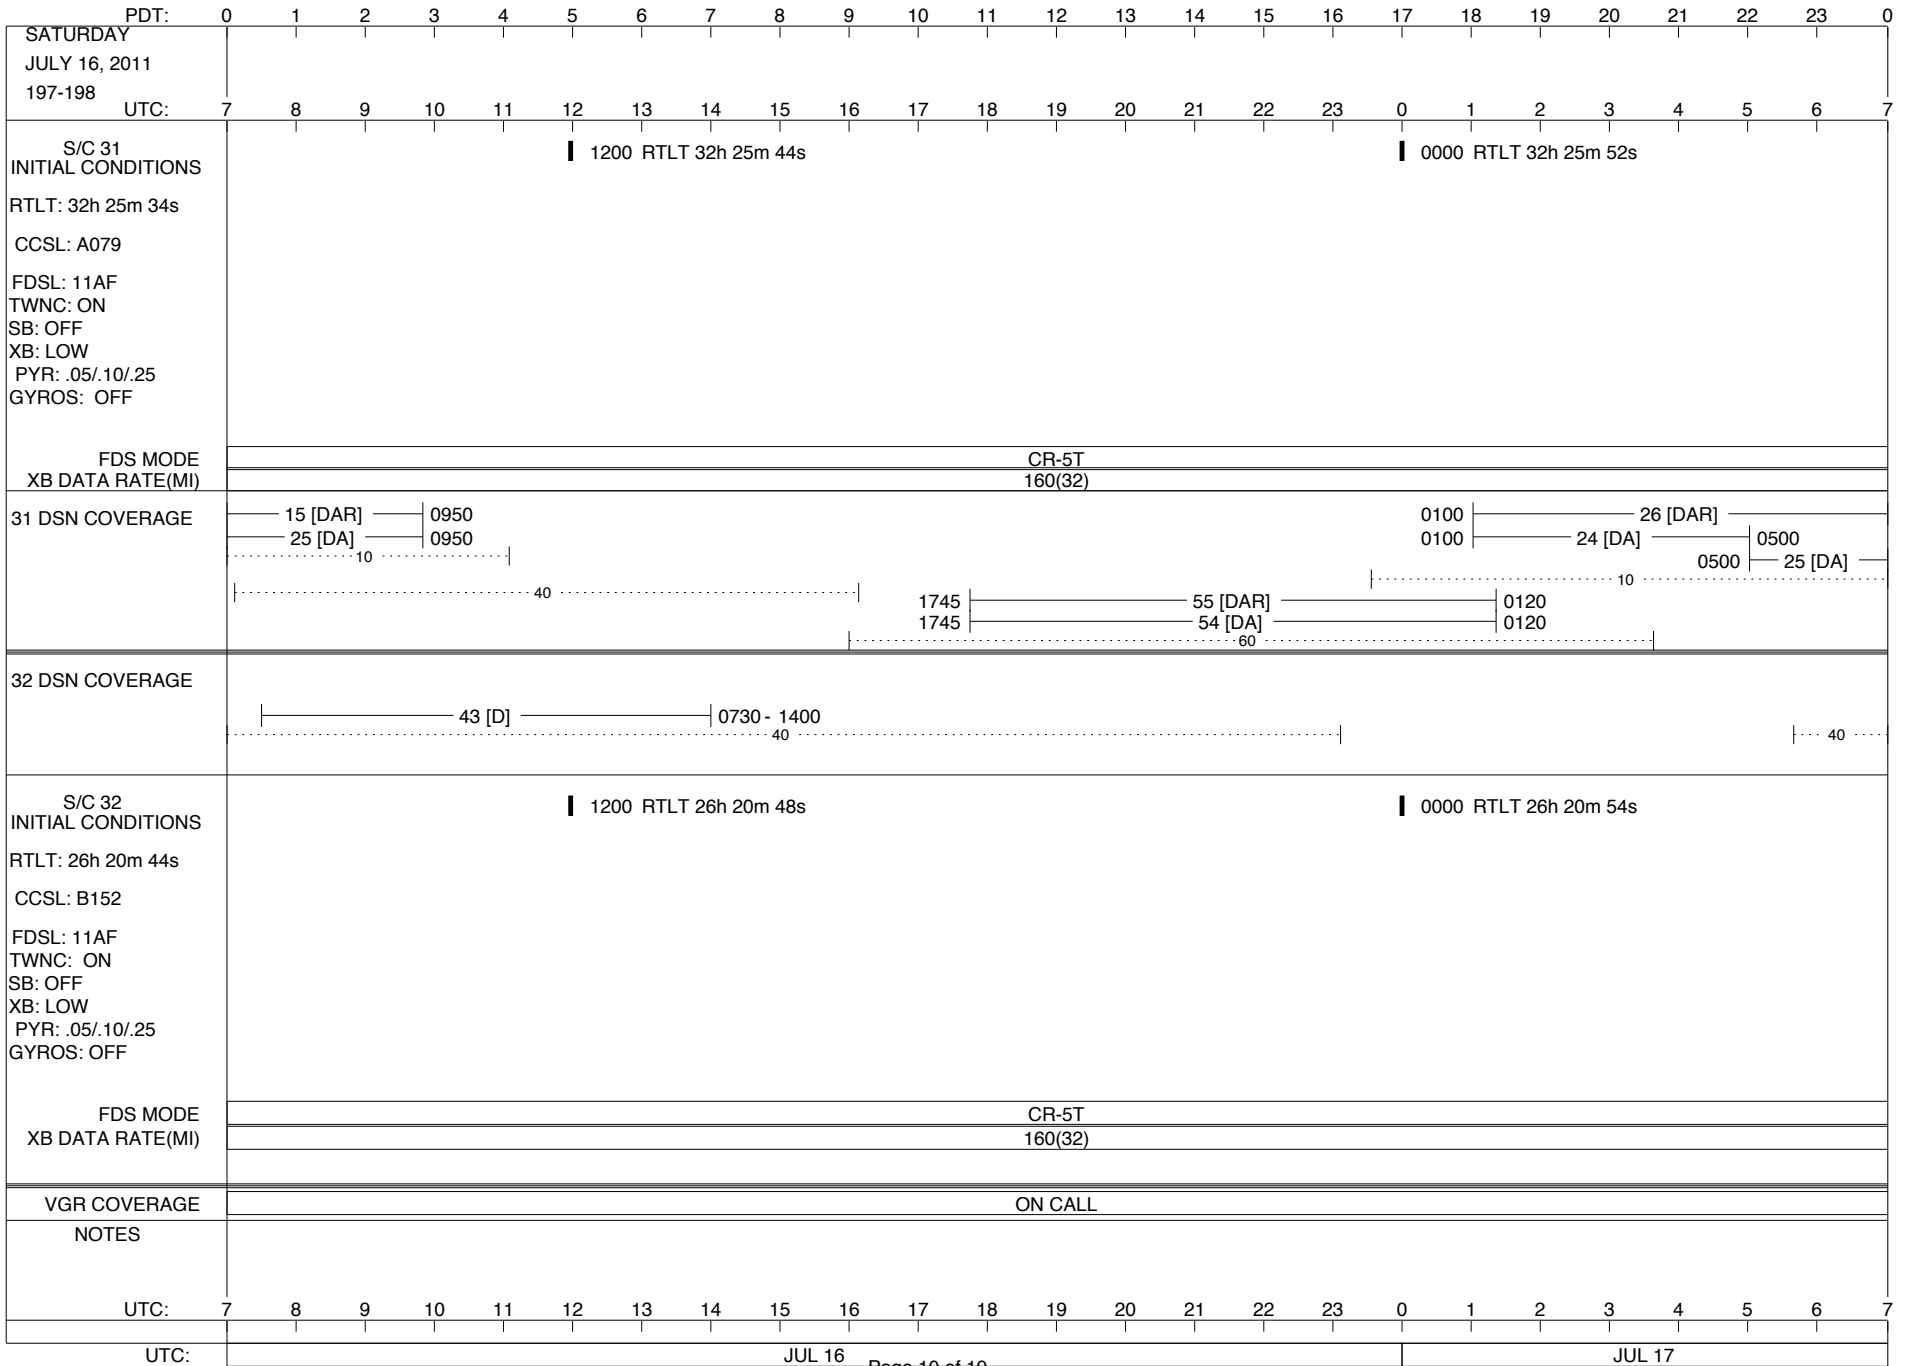 PDT: 0 1 2 3 4 5 6 7 8 9 10 11 12 13 14 15 16 17 18 19 20 21 22 23 0
SATURDAY
JULY 16, 2011
197-198
UTC: 7 8 9 10 11 12 13 14 15 16 17 18 19 20 21 22 23 0 1 2 3 4 5 6 7
S/C 31
INITIAL CONDITIONS
1200 RTLT 32h 25m 44s
0000 RTLT 32h 25m 52s
RTLT: 32h 25m 34s
CCSL: A079
FDSL: 11AF
TWNC: ON
SB: OFF
XB: LOW
PYR: .05/.10/.25
GYROS: OFF
FDS MODE CR-5T
XB DATA RATE(MI) 160(32)
31 DSN COVERAGE
15 [DAR] 0950 0100 26 [DAR]
25 [DA] 0950 0100 24 [DA] 0500
10 0500 25 [DA]
10
40
1745 55 [DAR] 0120
1745 54 [DA] 0120
60
32 DSN COVERAGE
43 [D] 0730 - 1400
40 40
S/C 32
INITIAL CONDITIONS
1200 RTLT 26h 20m 48s
0000 RTLT 26h 20m 54s
RTLT: 26h 20m 44s
CCSL: B152
FDSL: 11AF
TWNC: ON
SB: OFF
XB: LOW
PYR: .05/.10/.25
GYROS: OFF
FDS MODE CR-5T
XB DATA RATE(MI) 160(32)
VGR COVERAGE ON CALL
NOTES
UTC: 7 8 9 10 11 12 13 14 15 16 17 18 19 20 21 22 23 0 1 2 3 4 5 6 7
UTC: JUL 16 JUL 17